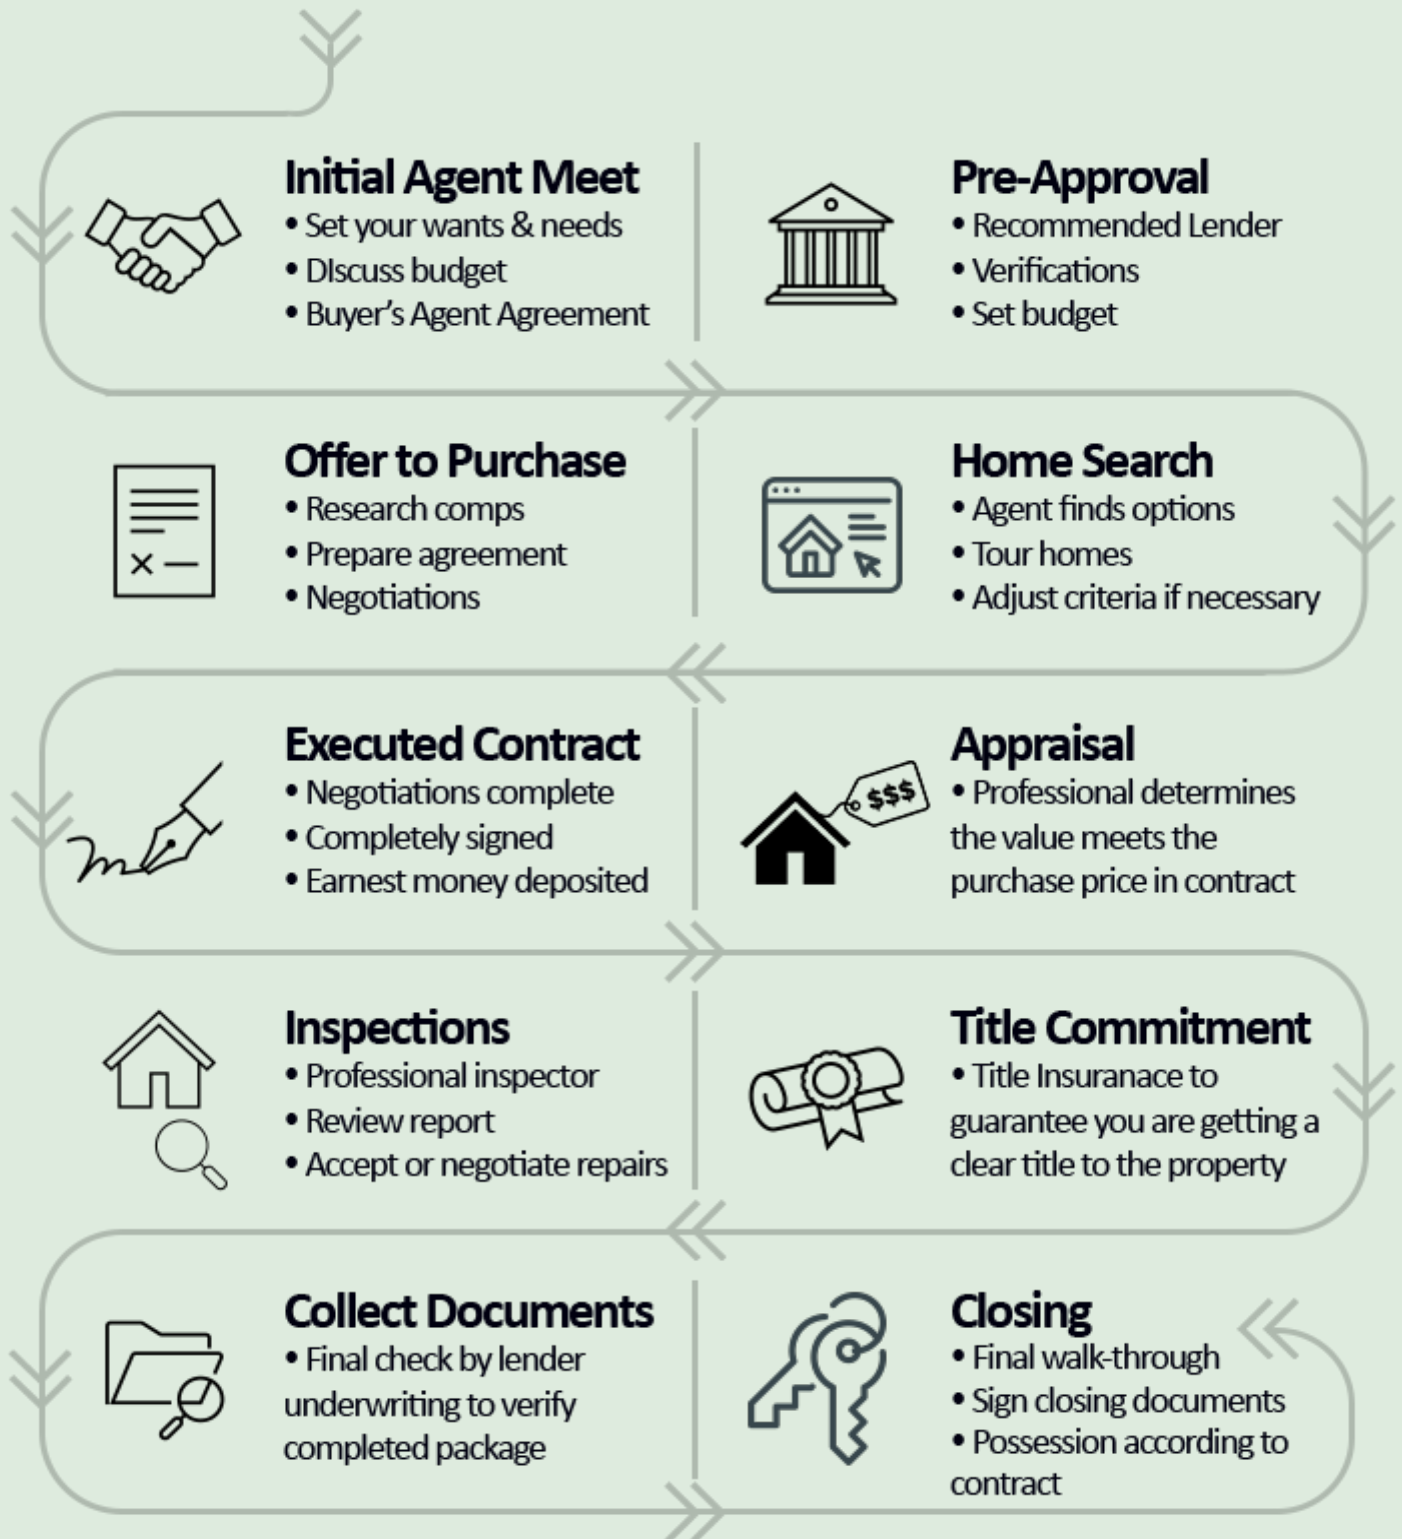 Initial Agent Meet
• Set your wants & needs
• DIscuss budget
• Buyer’s Agent Agreement
Pre-Approval
• Recommended Lender
• Verifications
• Set budget
Offer to Purchase
• Research comps
• Prepare agreement
• Negotiations
Home Search
• Agent finds options
• Tour homes
• Adjust criteria if necessary
Executed Contract
• Negotiations complete
• Completely signed
• Earnest money deposited
$$$
Appraisal
• Professional determines
the value meets the
purchase price in contract
Inspections
• Professional inspector
• Review report
• Accept or negotiate repairs
Title Commitment
• Title Insuranace to
guarantee you are getting a
clear title to the property
Collect Documents
• Final check by lender
underwriting to verify
completed package
Closing
• Final walk-through
• Sign closing documents
• Possession according to
contract